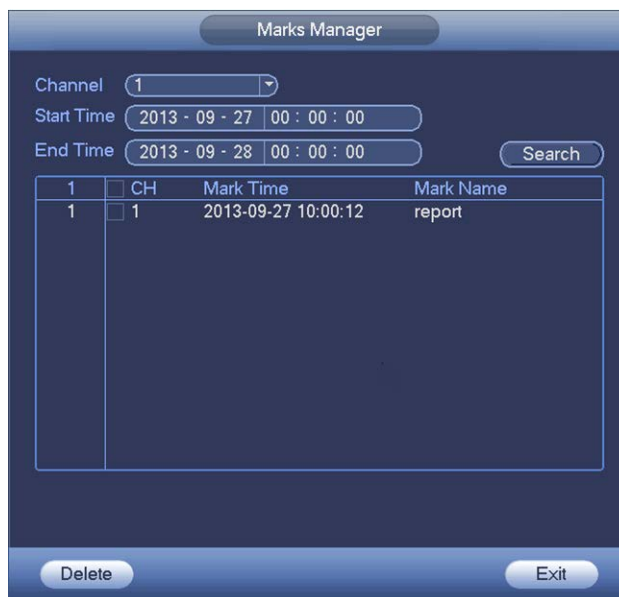 Marks Manager
Channel 1
Start Time 2013 - 09 - 27 00 : 00 : 00
End Time 2013 - 09 - 28 00 : 00 : 00
Search
1 CH Mark Time Mark Name
1 1 2013-09-27 10:00:12 report
Delete Exit